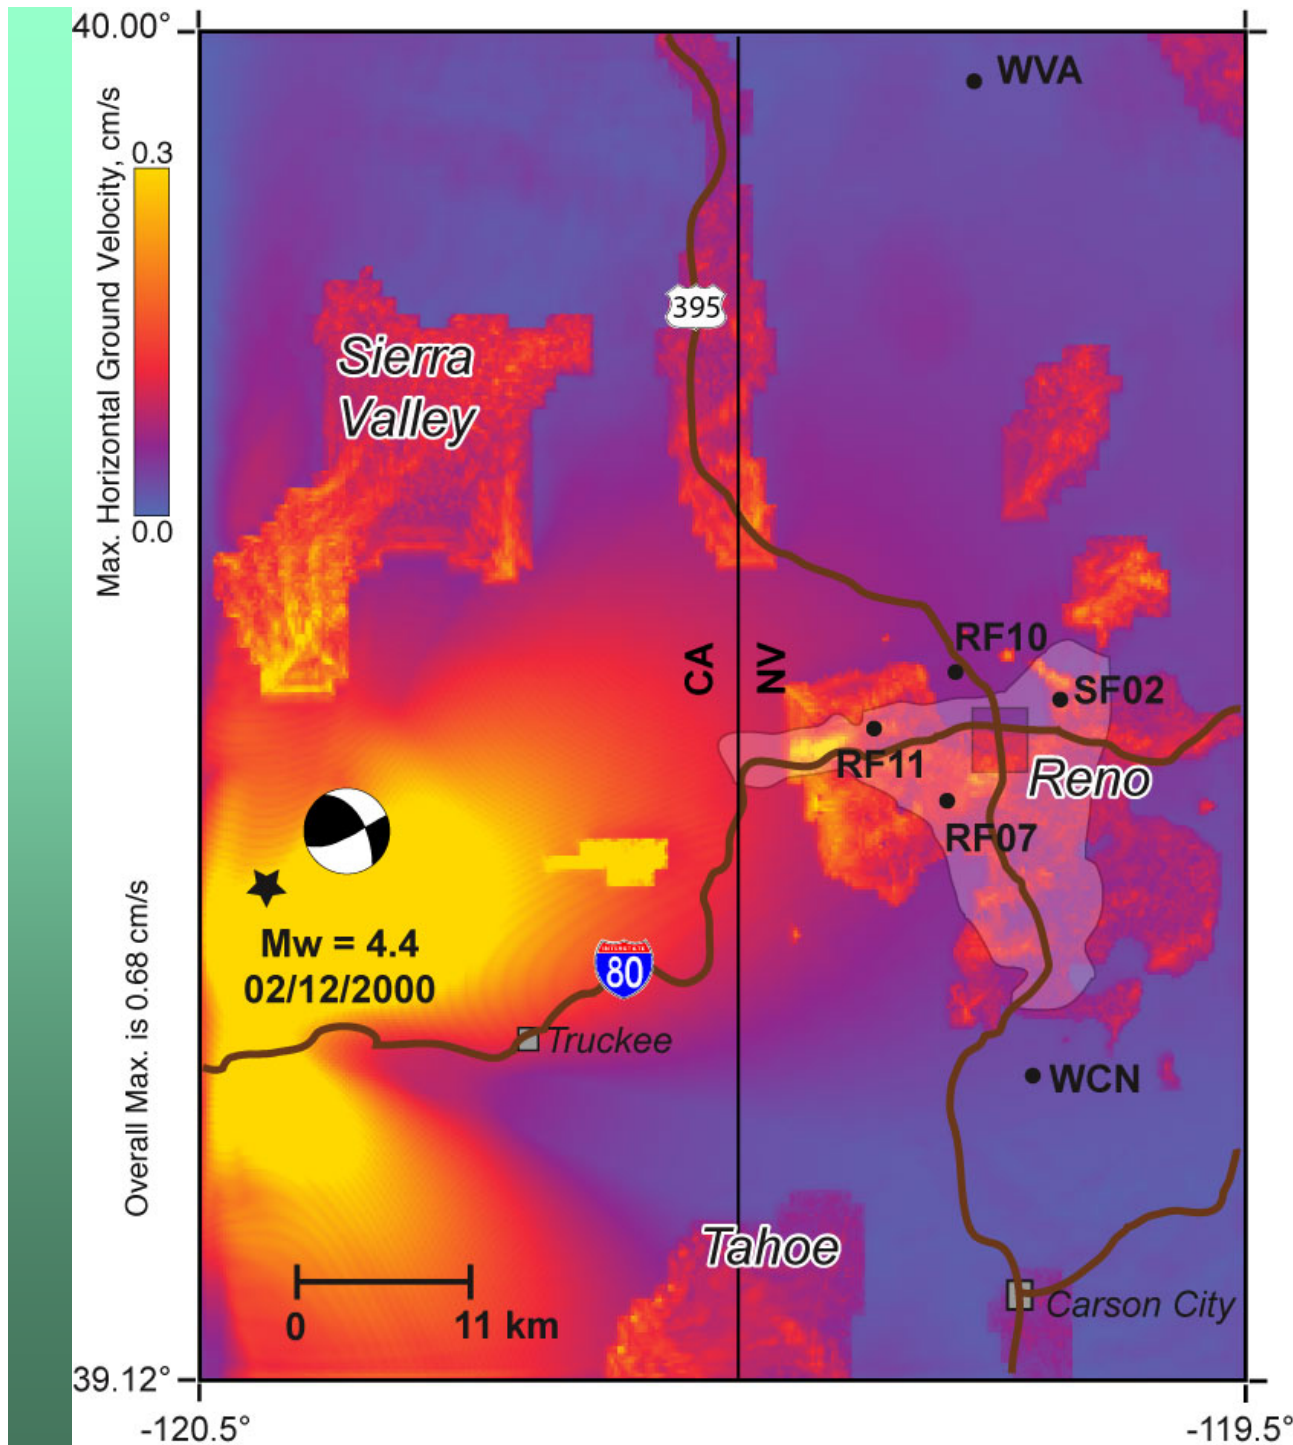 40.00°
WVA
Max. Horizontal Ground Velocity, cm/s
0.3
0.0
395
Sierra
Valley
CA
NV
RF10
SF02
RF11
Reno
RF07
Mw = 4.4
02/12/2000
INTERSTATE
80
Truckee
WCN
Overall Max. is 0.68 cm/s
Tahoe
0
11 km
Carson City
39.12°
-120.5°
-119.5°